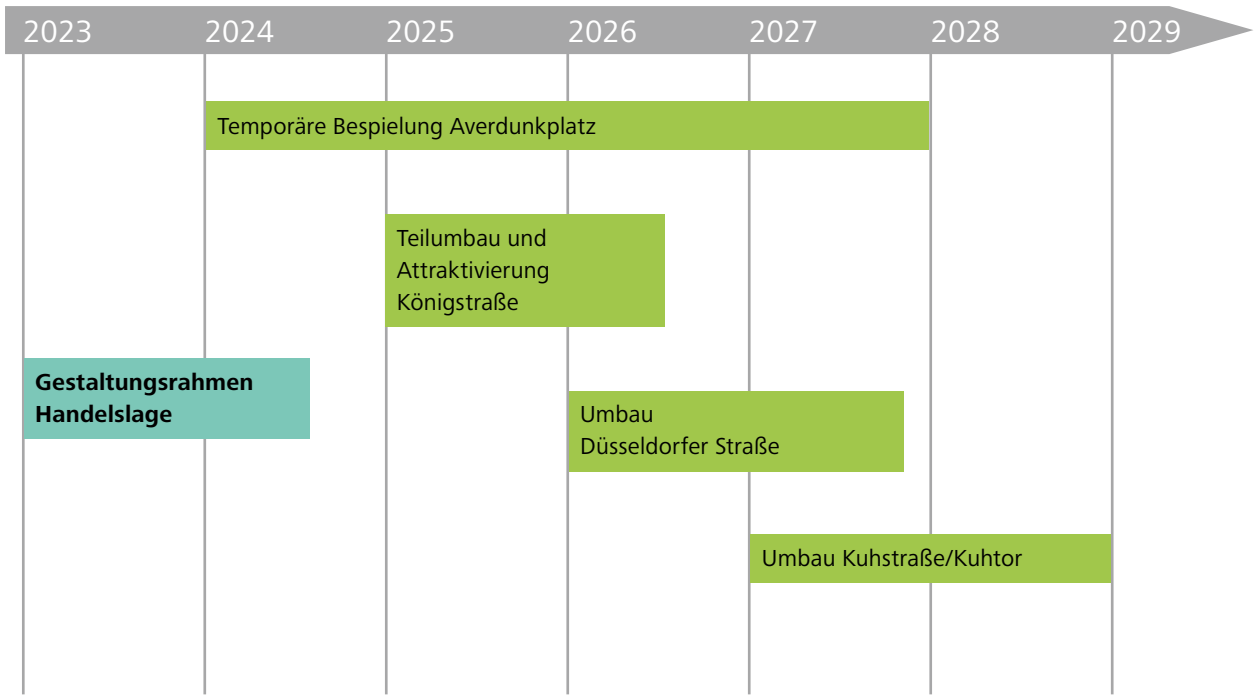 2023 2024 2025 2026 2027 2028 2029
Temporäre Bespielung Averdunkplatz
Teilumbau und
Attraktivierung
Königstraße
Gestaltungsrahmen
Handelslage
Umbau
Düsseldorfer Straße
Umbau Kuhstraße/Kuhtor